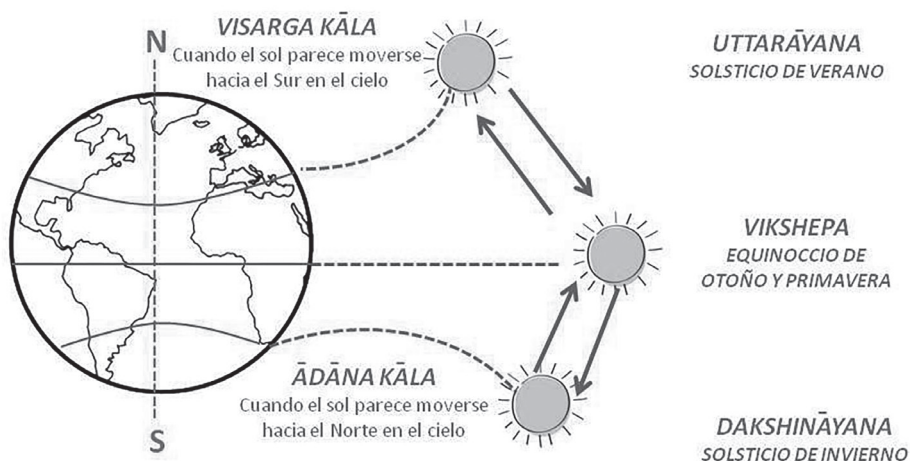 N
VISARGA KĀLA
Cuando el sol parece moverse
hacia el Sur en el cielo
UTTARĀYANA
SOLSTICIO DE VERANO
VIKSHEPA
EQUINOCCIO DE
OTOÑO Y PRIMAVERA
ĀDĀNA KĀLA
Cuando el sol parece moverse
hacia el Norte en el cielo
S
DAKSHINĀYANA
SOLSTICIO DE INVIERNO